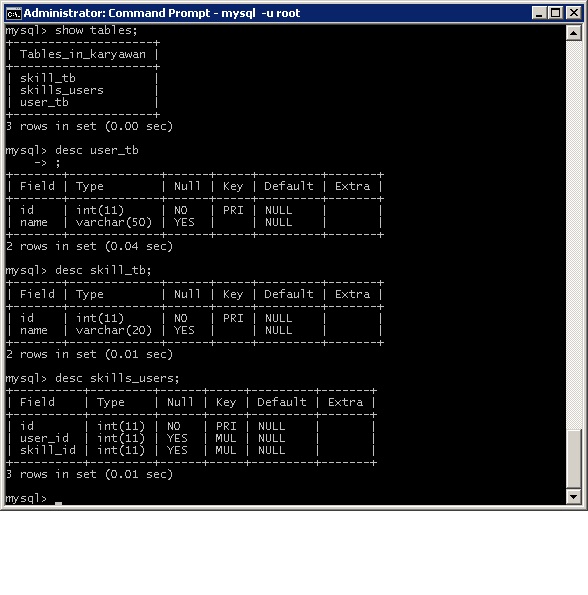 Administrator: Command Prompt - mysql -u root
mysql> show tables;
+--------------------+
| Tables_in_karyawan |
+--------------------+
| skill_tb           |
| skills_users       |
| user_tb            |
+--------------------+
3 rows in set (0.00 sec)
mysql> desc user_tb
    -> ;
+-------+-------------+------+-----+---------+-------+
| Field | Type        | Null | Key | Default | Extra |
+-------+-------------+------+-----+---------+-------+
| id    | int(11)     | NO   | PRI | NULL    |       |
| name  | varchar(50) | YES  |     | NULL    |       |
+-------+-------------+------+-----+---------+-------+
2 rows in set (0.04 sec)
mysql> desc skill_tb;
+-------+-------------+------+-----+---------+-------+
| Field | Type        | Null | Key | Default | Extra |
+-------+-------------+------+-----+---------+-------+
| id    | int(11)     | NO   | PRI | NULL    |       |
| name  | varchar(20) | YES  |     | NULL    |       |
+-------+-------------+------+-----+---------+-------+
2 rows in set (0.01 sec)
mysql> desc skills_users;
+----------+---------+------+-----+---------+-------+
| Field    | Type    | Null | Key | Default | Extra |
+----------+---------+------+-----+---------+-------+
| id       | int(11) | NO   | PRI | NULL    |       |
| user_id  | int(11) | YES  | MUL | NULL    |       |
| skill_id | int(11) | YES  | MUL | NULL    |       |
+----------+---------+------+-----+---------+-------+
3 rows in set (0.01 sec)
mysql> _